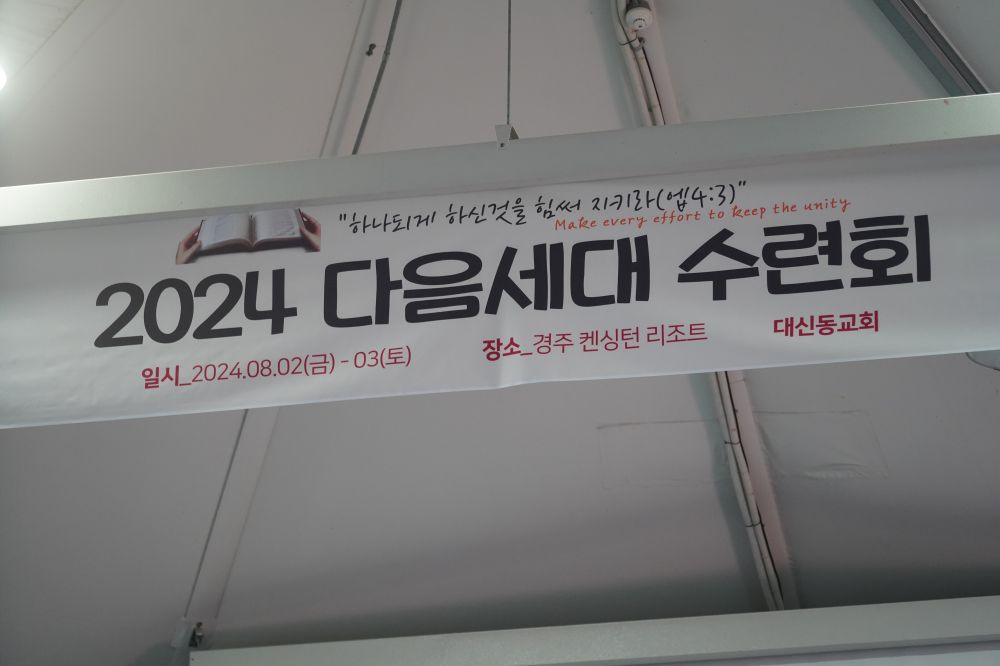 "하나되게 하신것을 힘써 지키라(엡4:3)"
Make every effort to keep the unity
2024 다음세대 수련회
일시_2024.08.02(금) - 03(토)
장소_경주 켄싱턴 리조트
대신동교회